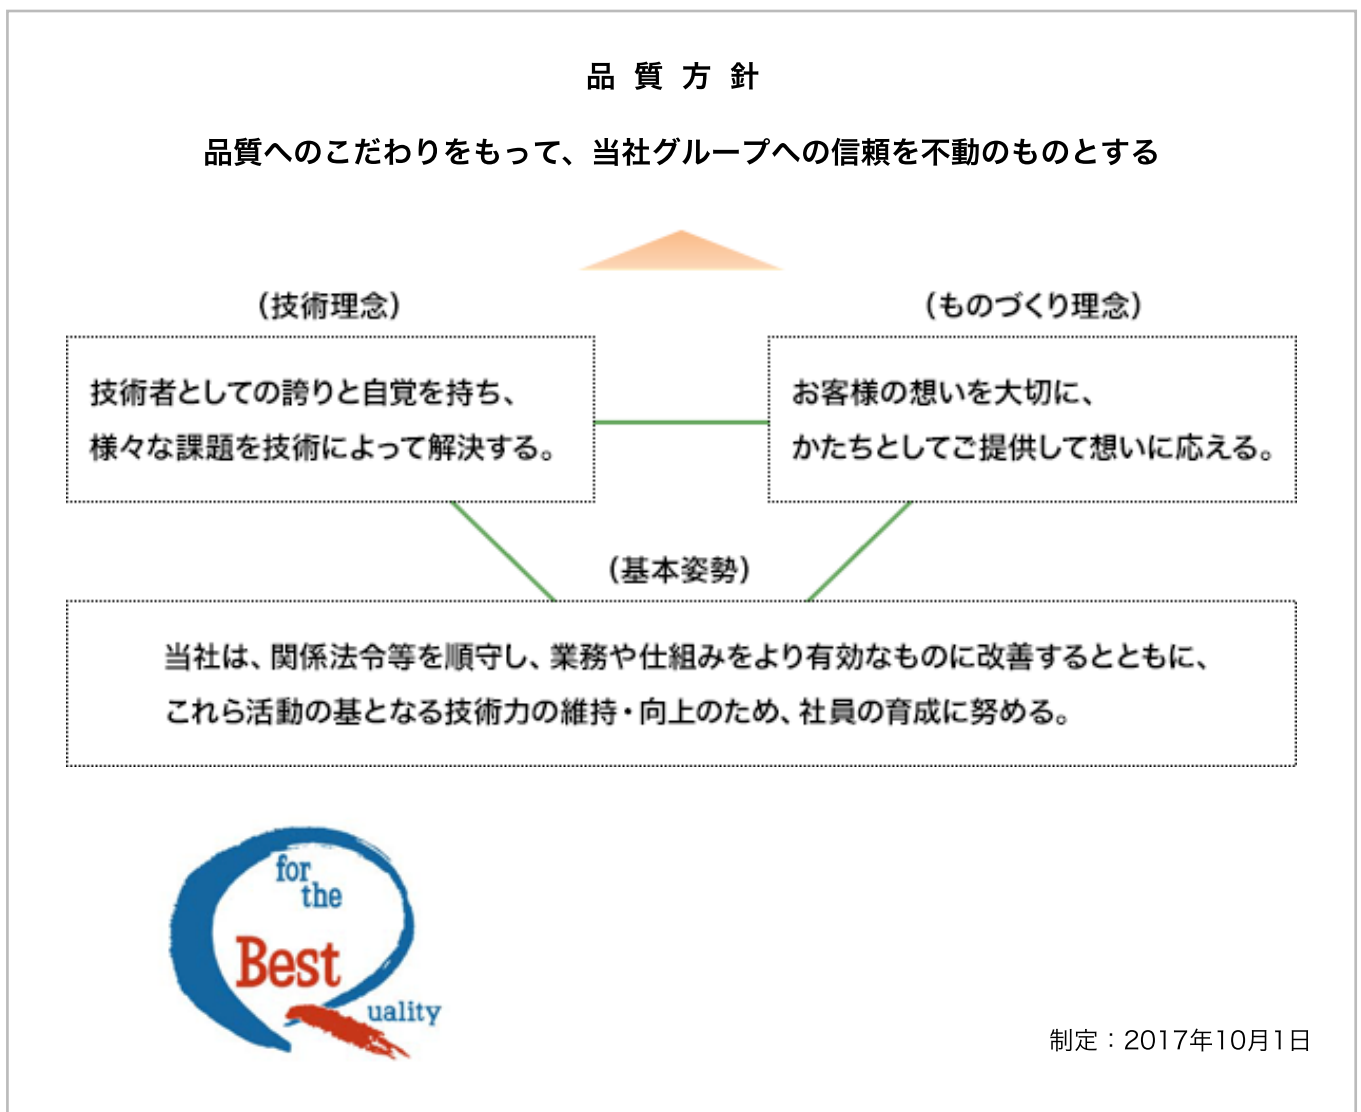 品質方針
品質へのこだわりをもって、当社グループへの信頼を不動のものとする
（技術理念）
技術者としての誇りと自覚を持ち、
様々な課題を技術によって解決する。
（ものづくり理念）
お客様の想いを大切に、
かたちとしてご提供して想いに応える。
（基本姿勢）
当社は、関係法令等を順守し、業務や仕組みをより有効なものに改善するとともに、
これら活動の基となる技術力の維持・向上のため、社員の育成に努める。
for
the
Best
Quality
制定：2017年10月1日